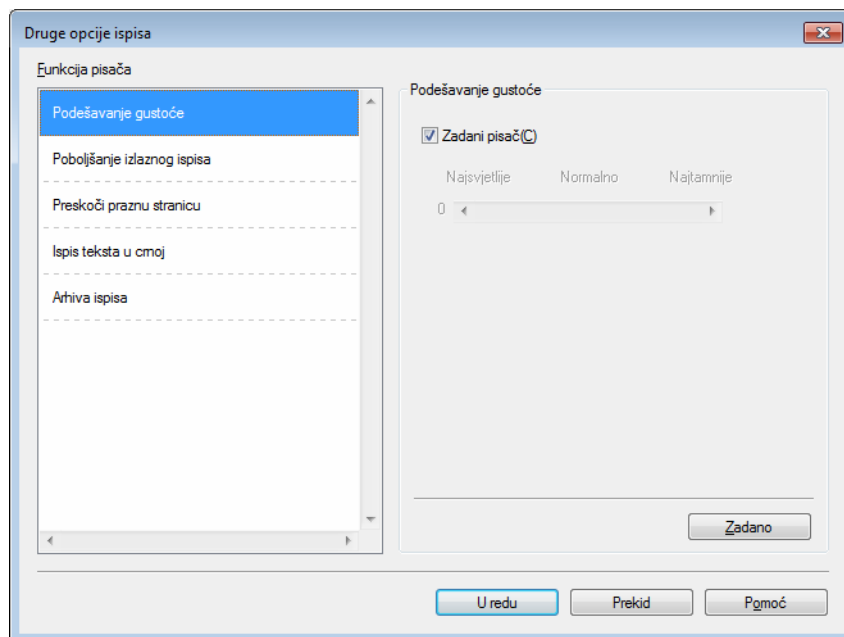 Druge opcije ispisa
Funkcija pisača
Podešavanje gustoće
Poboljšanje izlaznog ispisa
Preskoči praznu stranicu
Ispis teksta u crnoj
Arhiva ispisa
Podešavanje gustoće
Zadani pisač(C)
Najsvjetlije Normalno Najtamnije
0
Zadano
U redu Prekid Pomoć